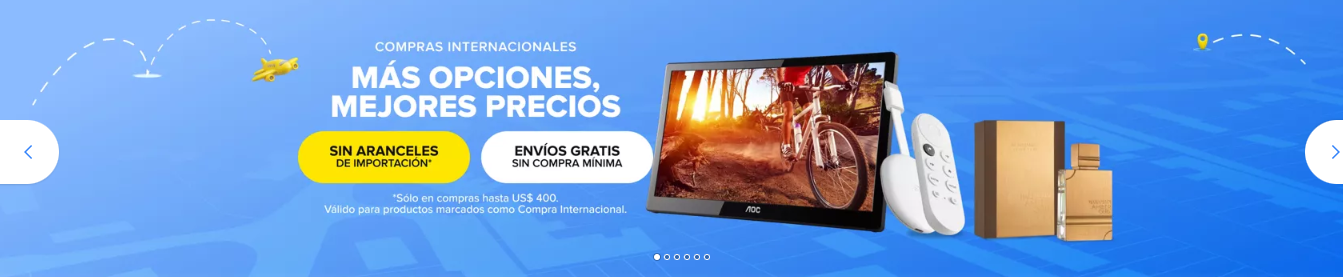 COMPRAS INTERNACIONALES
MÁS OPCIONES,
MEJORES PRECIOS
SIN ARANCELES
DE IMPORTACIÓN*
ENVÍOS GRATIS
SIN COMPRA MÍNIMA
*Sólo en compras hasta US$ 400.
Válido para productos marcados como Compra Internacional.
AOC